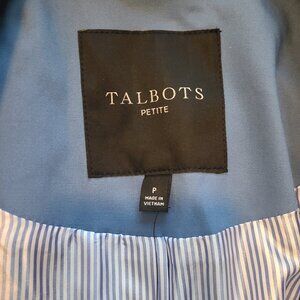 TALBOTS
PETITE
P
MADE IN
VIETNAM